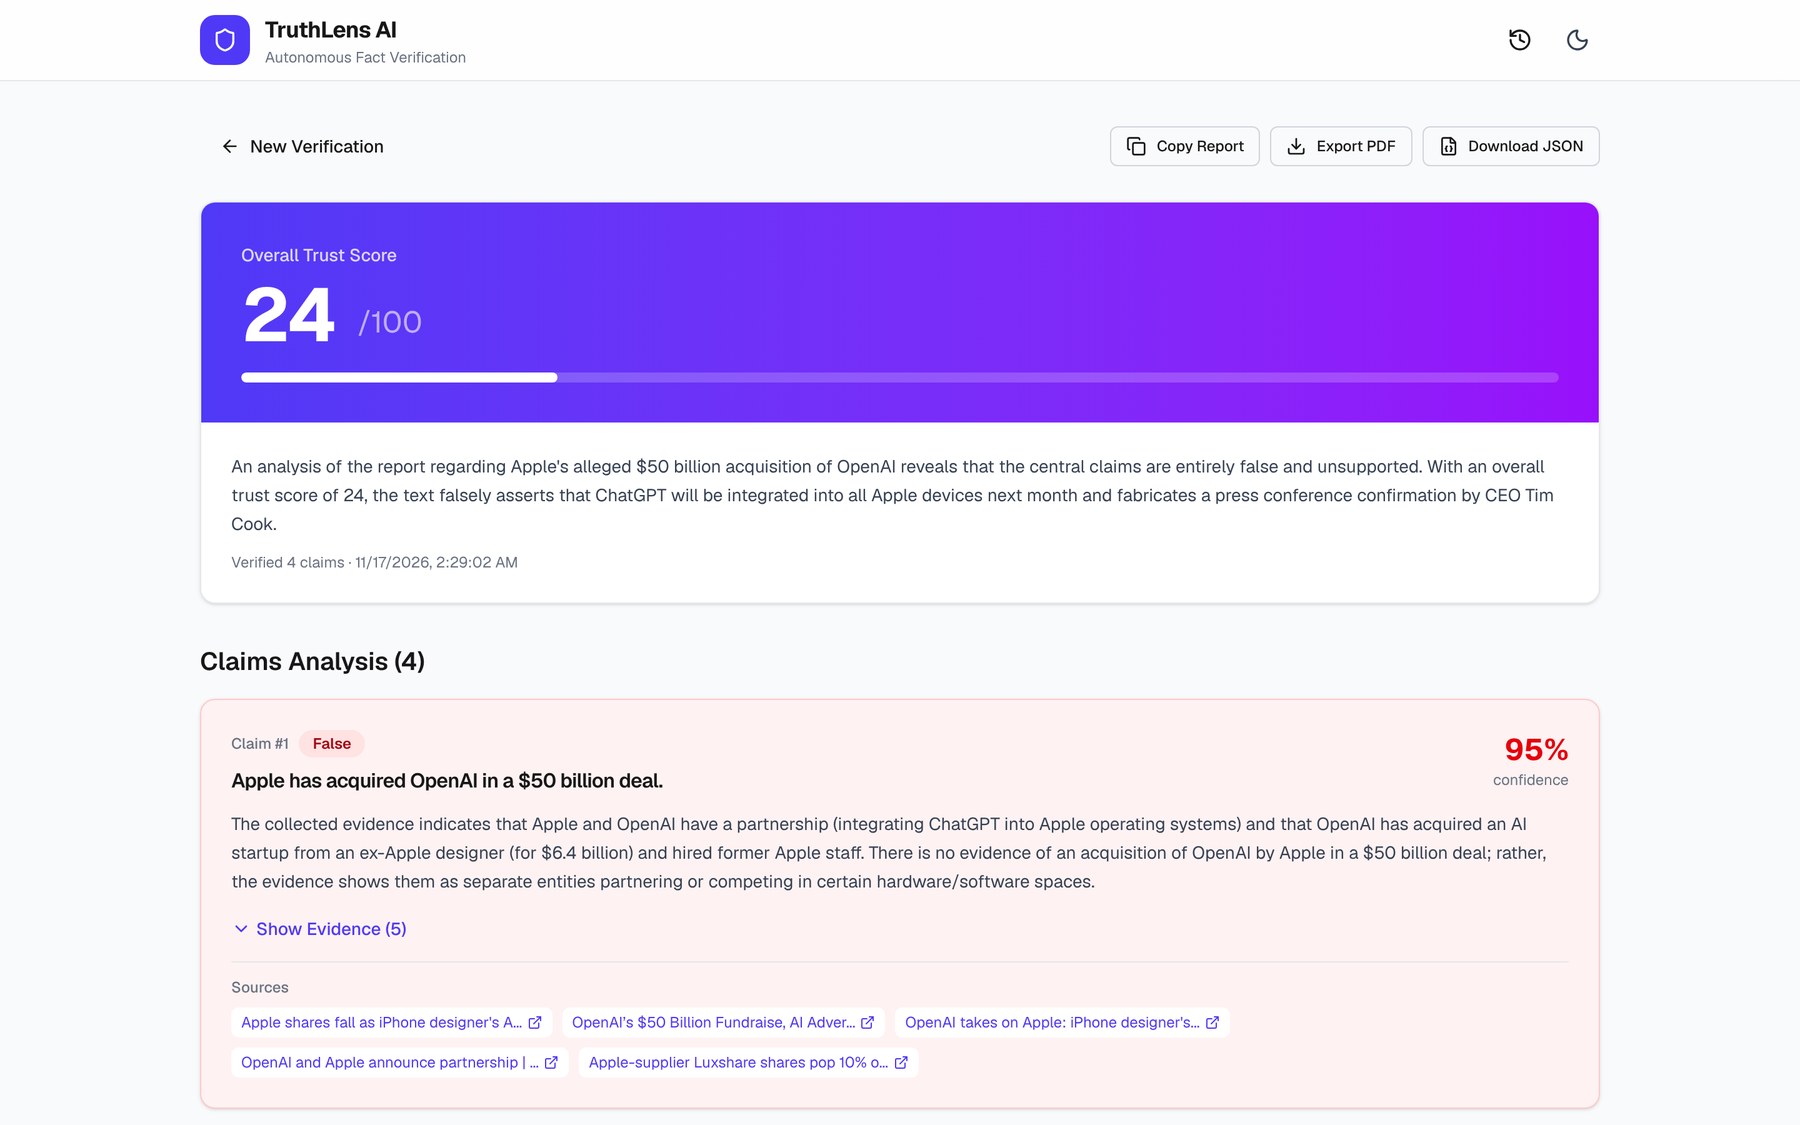 TruthLens AI
Autonomous Fact Verification
New Verification
Copy Report
Export PDF
Download JSON
Overall Trust Score
24 /100
An analysis of the report regarding Apple's alleged $50 billion acquisition of OpenAI reveals that the central claims are entirely false and unsupported. With an overall
trust score of 24, the text falsely asserts that ChatGPT will be integrated into all Apple devices next month and fabricates a press conference confirmation by CEO Tim
Cook.
Verified 4 claims · 11/17/2026, 2:29:02 AM
Claims Analysis (4)
Claim #1 False
95%
confidence
Apple has acquired OpenAI in a $50 billion deal.
The collected evidence indicates that Apple and OpenAI have a partnership (integrating ChatGPT into Apple operating systems) and that OpenAI has acquired an AI
startup from an ex-Apple designer (for $6.4 billion) and hired former Apple staff. There is no evidence of an acquisition of OpenAI by Apple in a $50 billion deal; rather,
the evidence shows them as separate entities partnering or competing in certain hardware/software spaces.
Show Evidence (5)
Sources
Apple shares fall as iPhone designer's A...
OpenAI's $50 Billion Fundraise, AI Adver...
OpenAI takes on Apple: iPhone designer's...
OpenAI and Apple announce partnership | ...
Apple-supplier Luxshare shares pop 10% o...